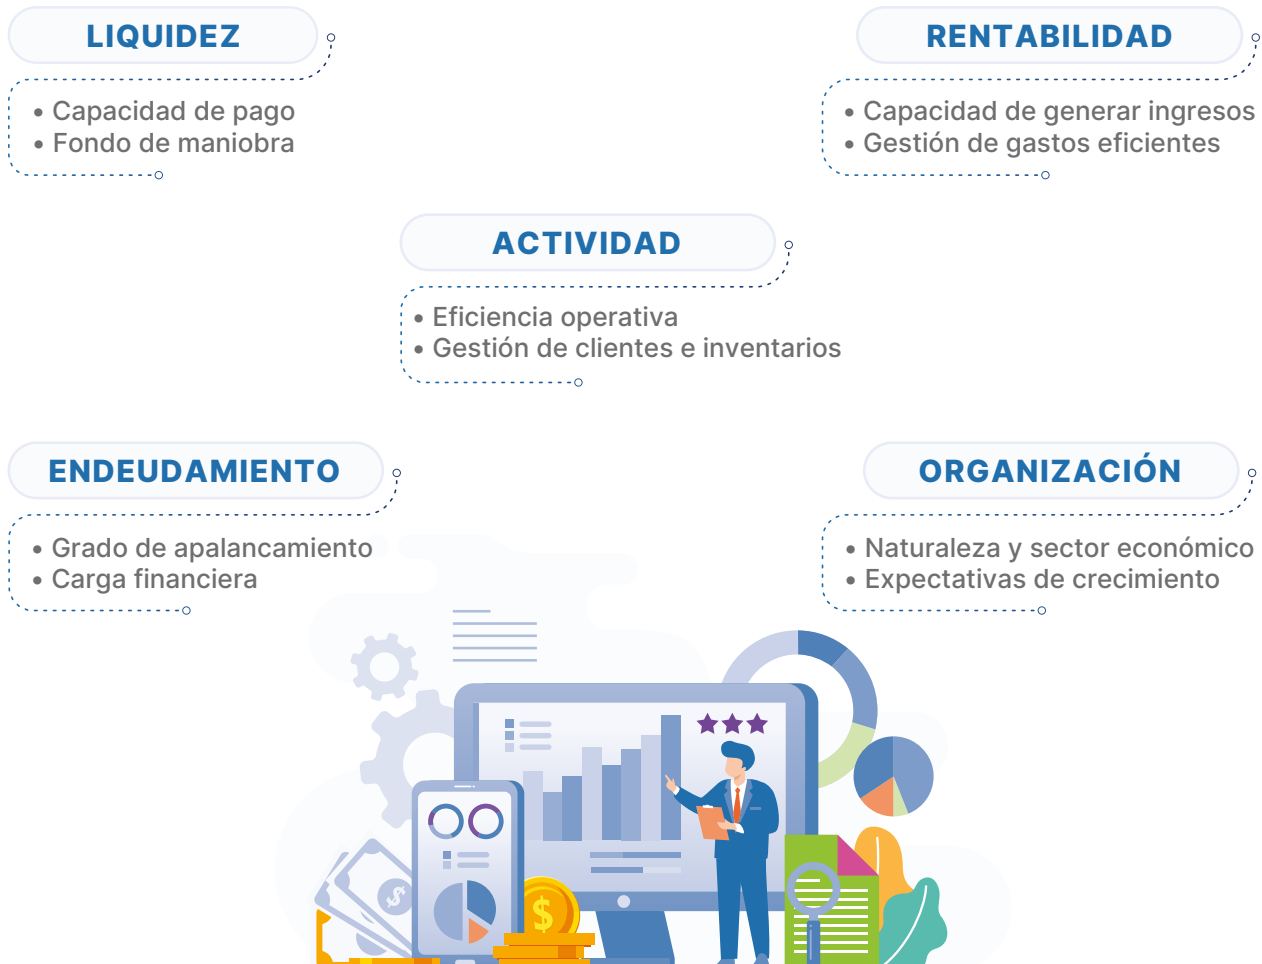 LIQUIDEZ
• Capacidad de pago
• Fondo de maniobra
RENTABILIDAD
• Capacidad de generar ingresos
• Gestión de gastos eficientes
ACTIVIDAD
• Eficiencia operativa
• Gestión de clientes e inventarios
ENDEUDAMIENTO
• Grado de apalancamiento
• Carga financiera
ORGANIZACIÓN
• Naturaleza y sector económico
• Expectativas de crecimiento
$
$